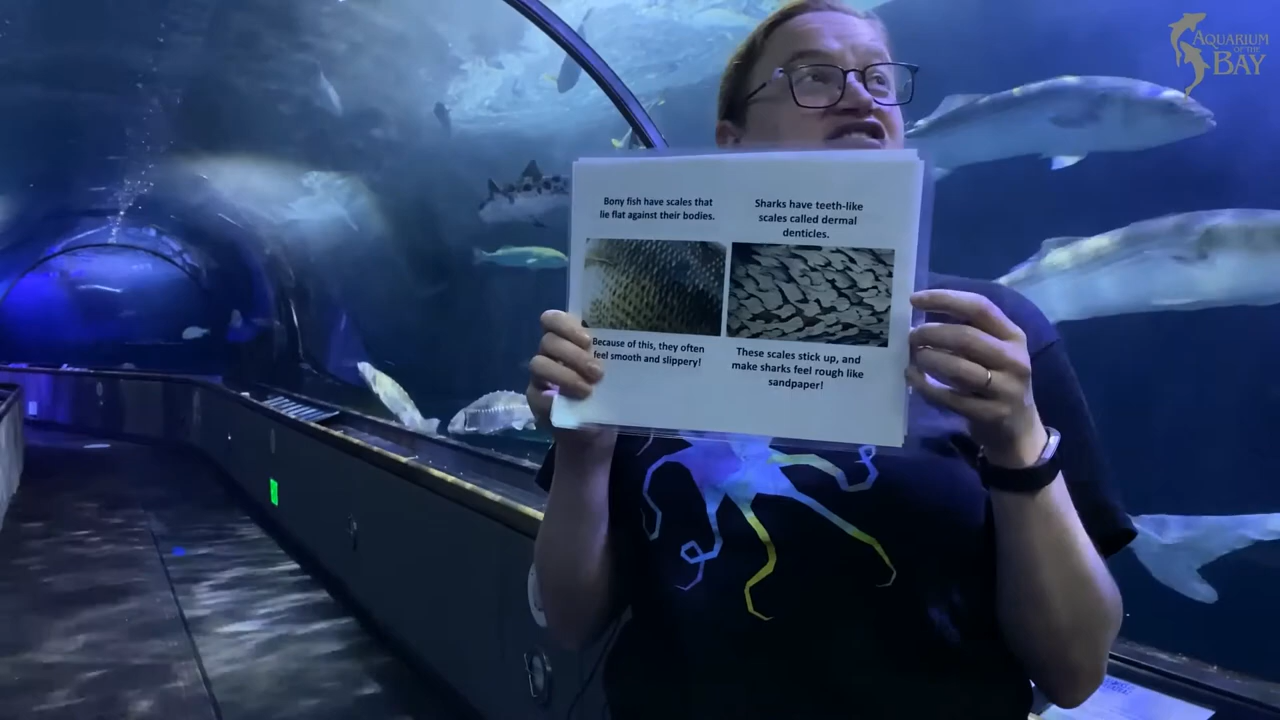 AQUARIUM
OF THE
BAY
Bony fish have scales that
lie flat against their bodies.
Sharks have teeth-like
scales called dermal
denticles.
Because of this, they often
feel smooth and slippery!
These scales stick up, and
make sharks feel rough like
sandpaper!